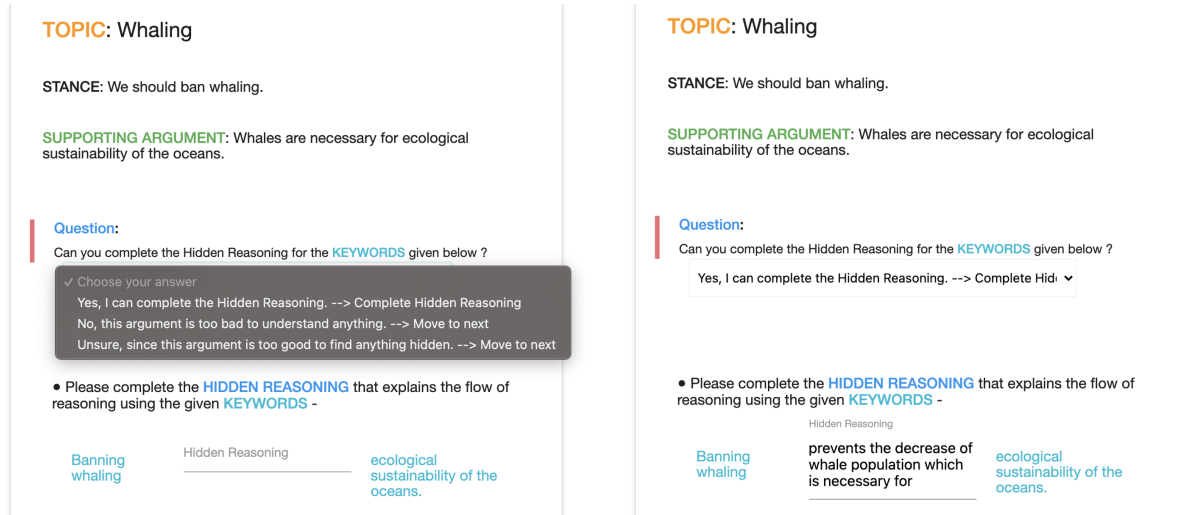 TOPIC: Whaling
STANCE: We should ban whaling.
SUPPORTING ARGUMENT: Whales are necessary for ecological
sustainability of the oceans.
Question:
Can you complete the Hidden Reasoning for the KEYWORDS given below ?
✓ Choose your answer
Yes, I can complete the Hidden Reasoning. --> Complete Hidden Reasoning
No, this argument is too bad to understand anything. --> Move to next
Unsure, since this argument is too good to find anything hidden. --> Move to next
• Please complete the HIDDEN REASONING that explains the flow of
reasoning using the given KEYWORDS -
Banning
whaling
Hidden Reasoning
ecological
sustainability of the
oceans.
TOPIC: Whaling
STANCE: We should ban whaling.
SUPPORTING ARGUMENT: Whales are necessary for ecological
sustainability of the oceans.
Question:
Can you complete the Hidden Reasoning for the KEYWORDS given below ?
Yes, I can complete the Hidden Reasoning. --> Complete
• Please complete the HIDDEN REASONING that explains the flow of
reasoning using the given KEYWORDS -
Hidden Reasoning
Banning
whaling
prevents the decrease of
whale population which
is necessary for
ecological
sustainability of the
oceans.